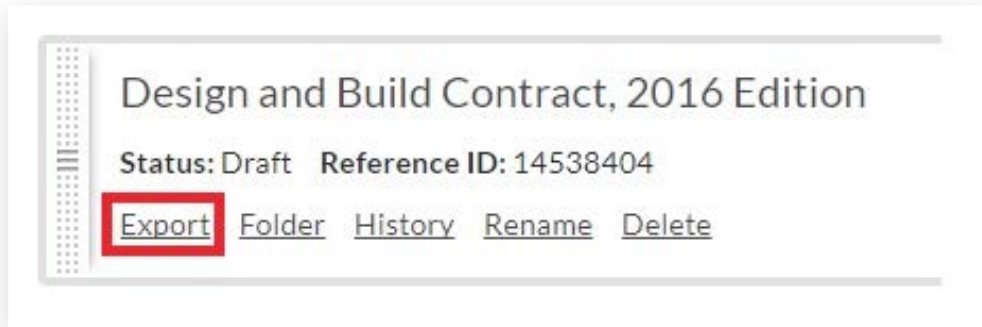 Design and Build Contract, 2016 Edition
Status: Draft Reference ID: 14538404
Export Folder History Rename Delete